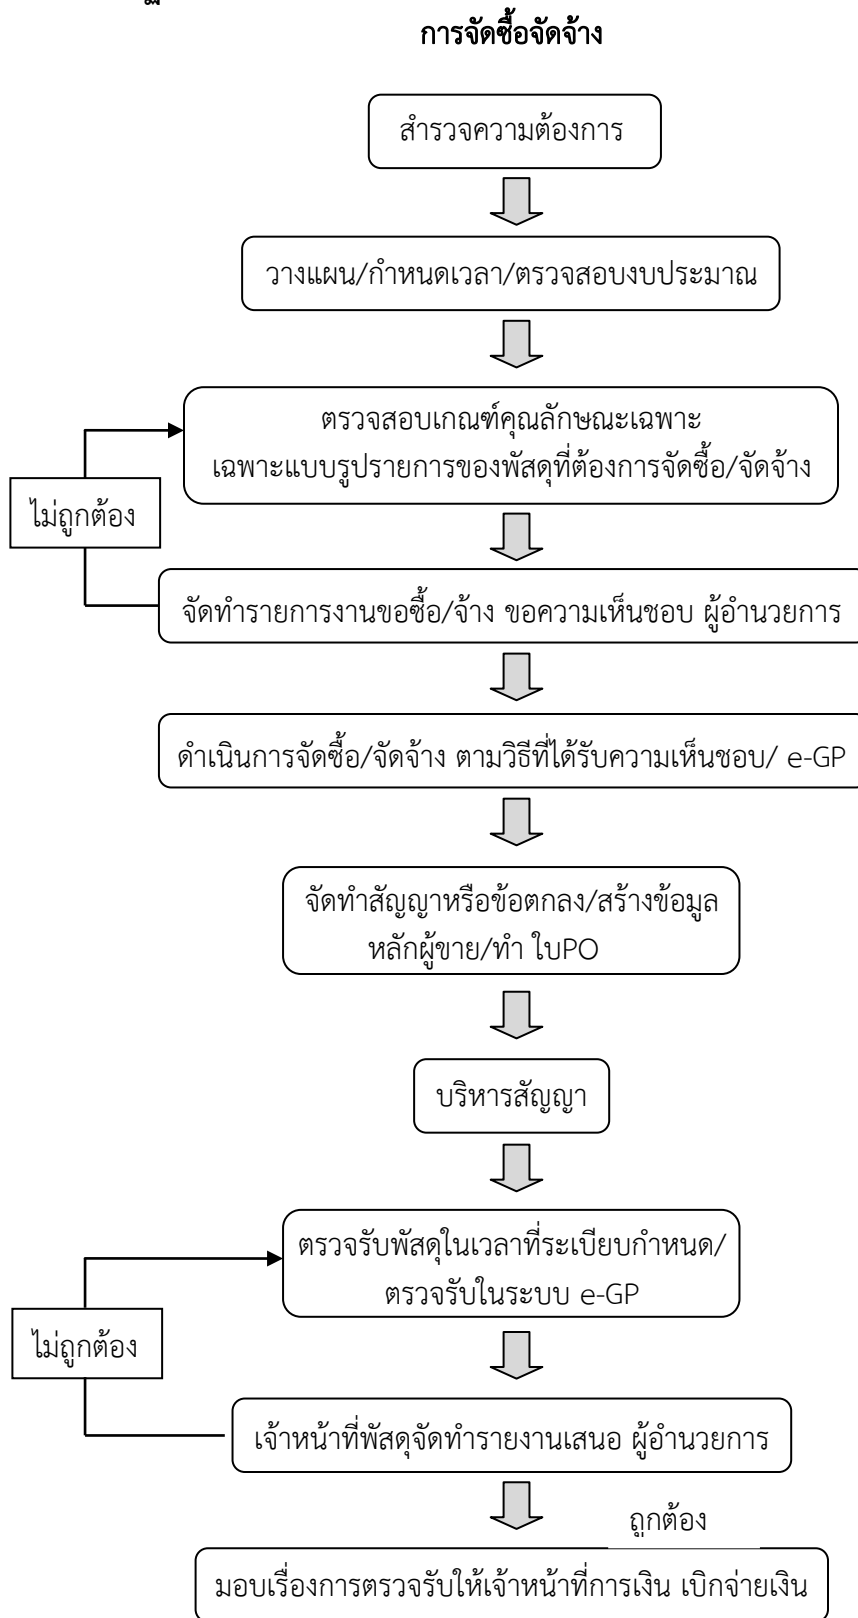 การจัดซื้อจัดจ้าง
สำรวจความต้องการ
วางแผน/กำหนดเวลา/ตรวจสอบงบประมาณ
ตรวจสอบเกณฑ์คุณลักษณะเฉพาะ
เฉพาะแบบรูปรายการของพัสดุที่ต้องการจัดซื้อ/จัดจ้าง
ไม่ถูกต้อง
จัดทำรายการงานขอซื้อ/จ้าง ขอความเห็นชอบ ผู้อำนวยการ
ดำเนินการจัดซื้อ/จัดจ้าง ตามวิธีที่ได้รับความเห็นชอบ/ e-GP
จัดทำสัญญาหรือข้อตกลง/สร้างข้อมูล
หลักผู้ขาย/ทำ ใบPO
บริหารสัญญา
ตรวจรับพัสดุในเวลาที่ระเบียบกำหนด/
ตรวจรับในระบบ e-GP
ไม่ถูกต้อง
เจ้าหน้าที่พัสดุจัดทำรายงานเสนอ ผู้อำนวยการ
ถูกต้อง
มอบเรื่องการตรวจรับให้เจ้าหน้าที่การเงิน เบิกจ่ายเงิน